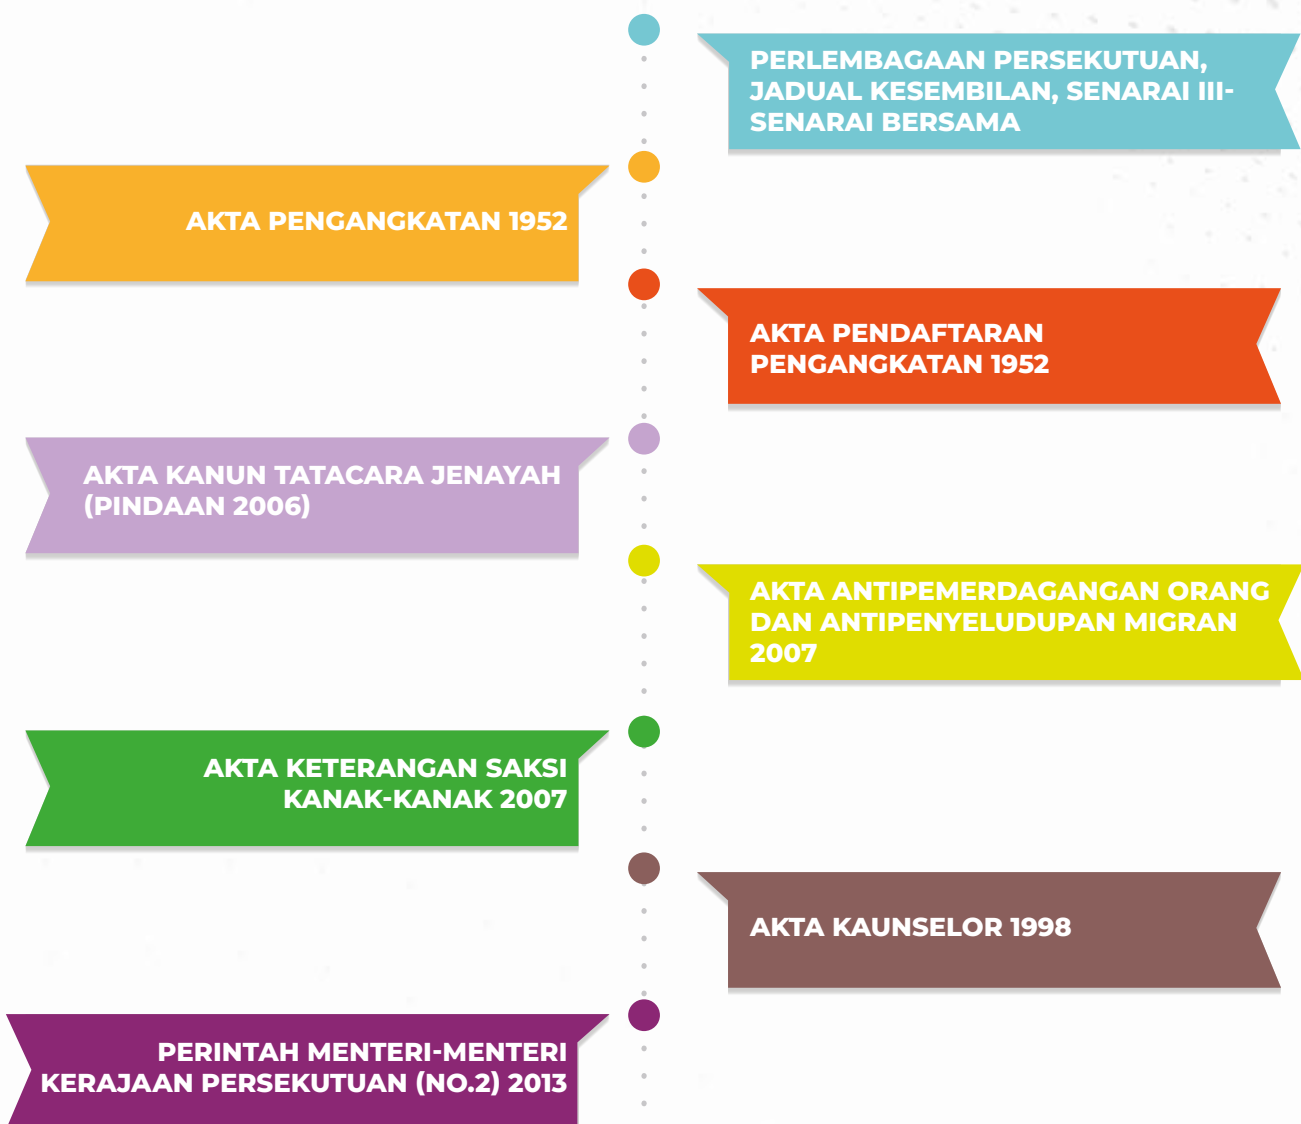 PERLEMBAGAAN PERSEKUTUAN,
JADUAL KESEMBILAN, SENARAI III-
SENARAI BERSAMA
AKTA PENGANGKATAN 1952
AKTA PENDAFTARAN
PENGANGKATAN 1952
AKTA KANUN TATACARA JENAYAH
(PINDAAN 2006)
AKTA ANTIPEMERDAGANGAN ORANG
DAN ANTIPENYELUDUPAN MIGRAN
2007
AKTA KETERANGAN SAKSI
KANAK-KANAK 2007
AKTA KAUNSELOR 1998
PERINTAH MENTERI-MENTERI
KERAJAAN PERSEKUTUAN (NO.2) 2013